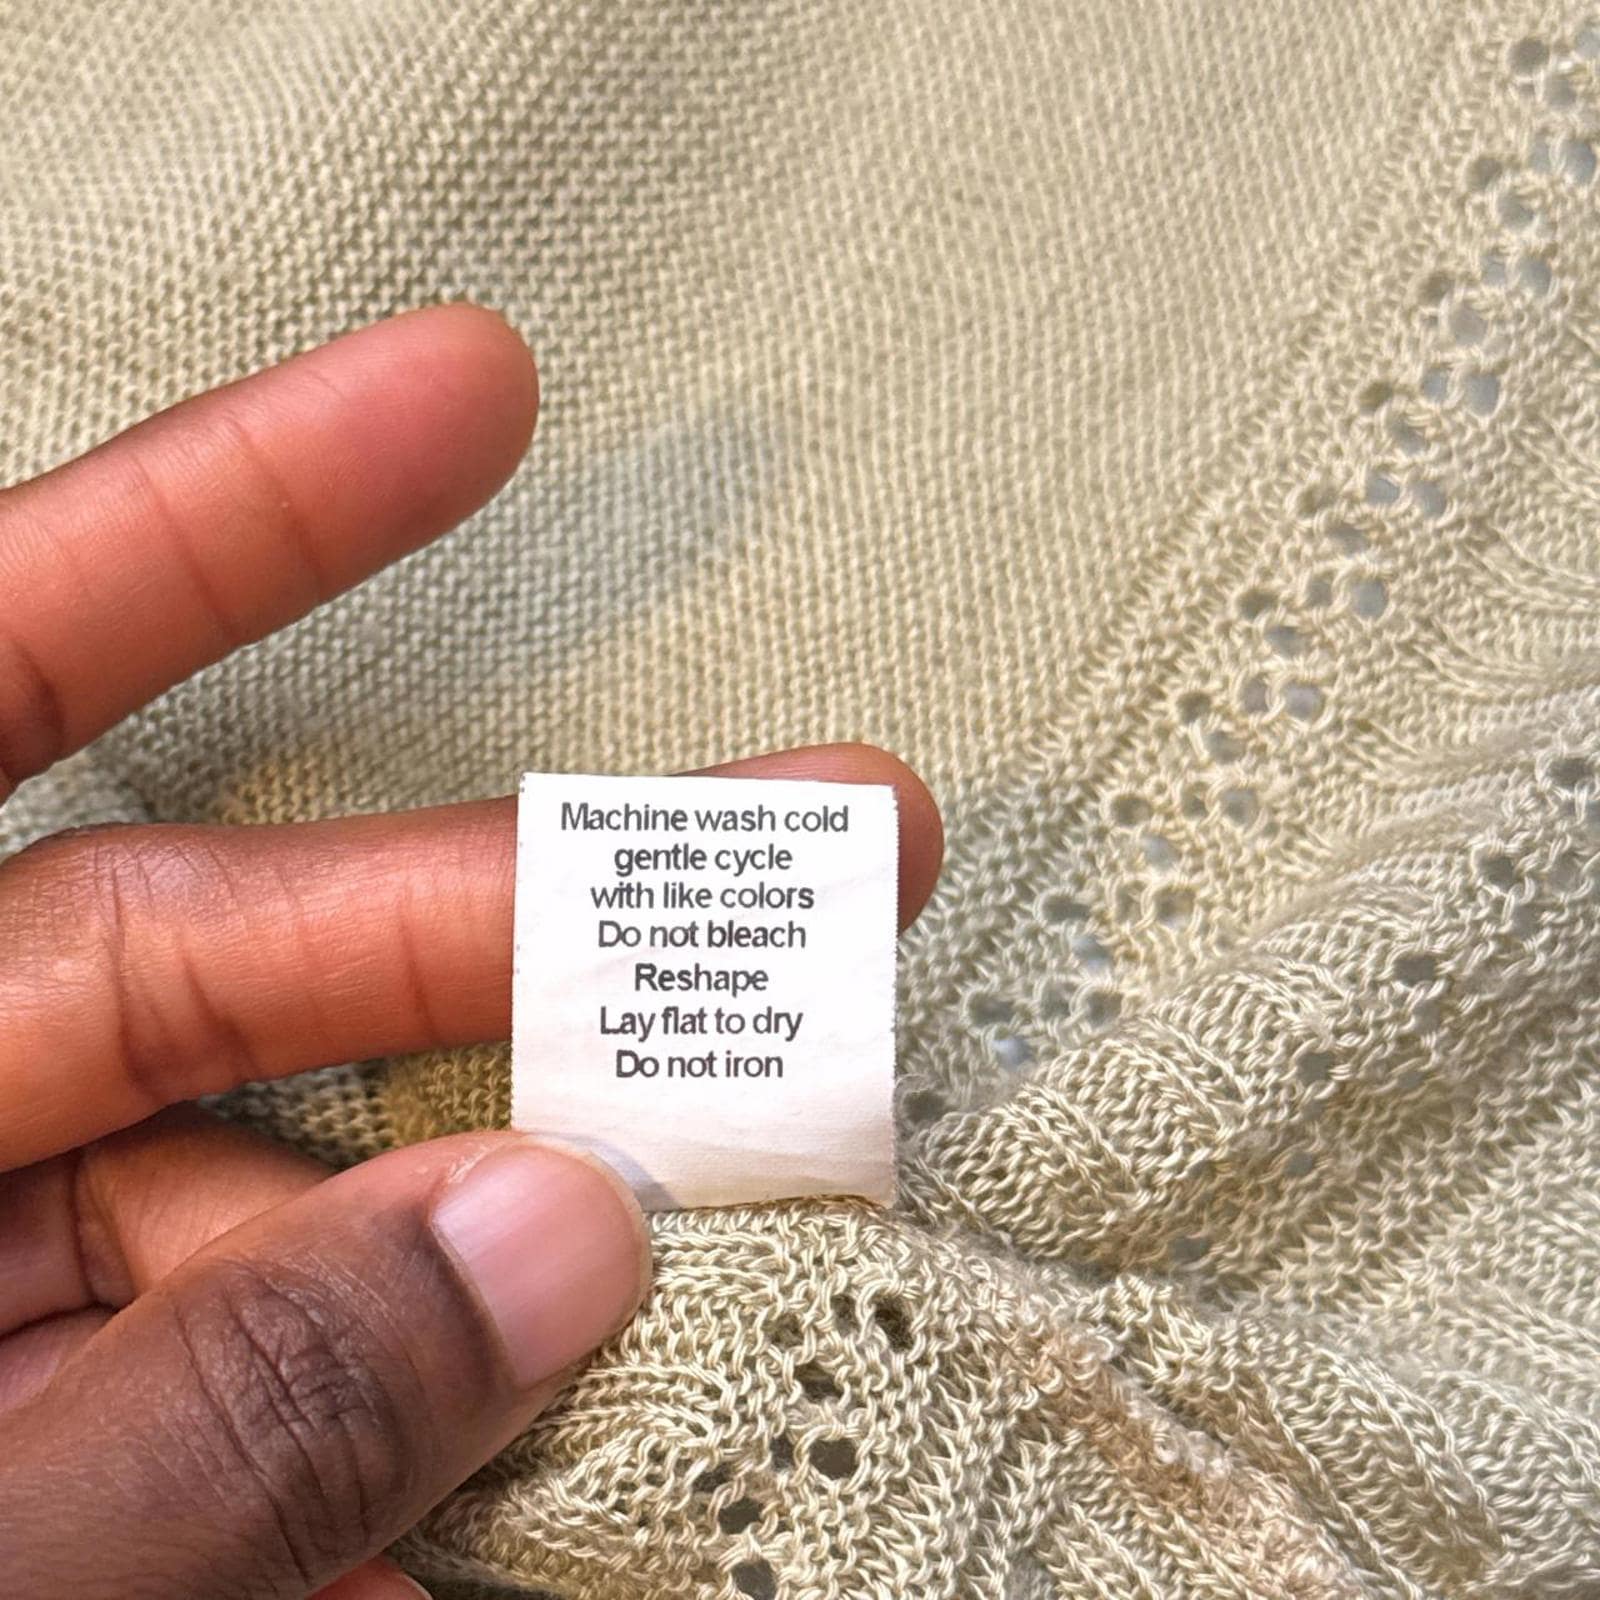 Machine wash cold
gentle cycle
with like colors
Do not bleach
Reshape
Lay flat to dry
Do not iron